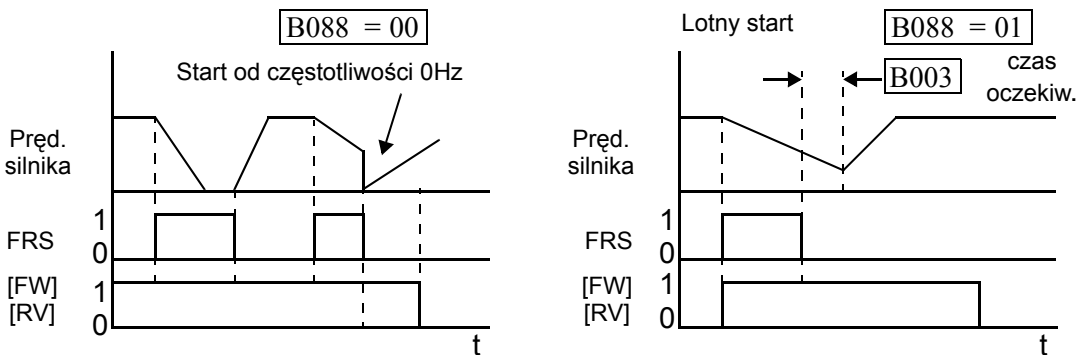 B088 = 00
Start od częstotliwości 0Hz
Pręd.
silnika
FRS
1
0
[FW]
[RV]
1
0
t
Lotny start
B088 = 01
B003
czas
oczekiw.
Pręd.
silnika
FRS
1
0
[FW]
[RV]
1
0
t